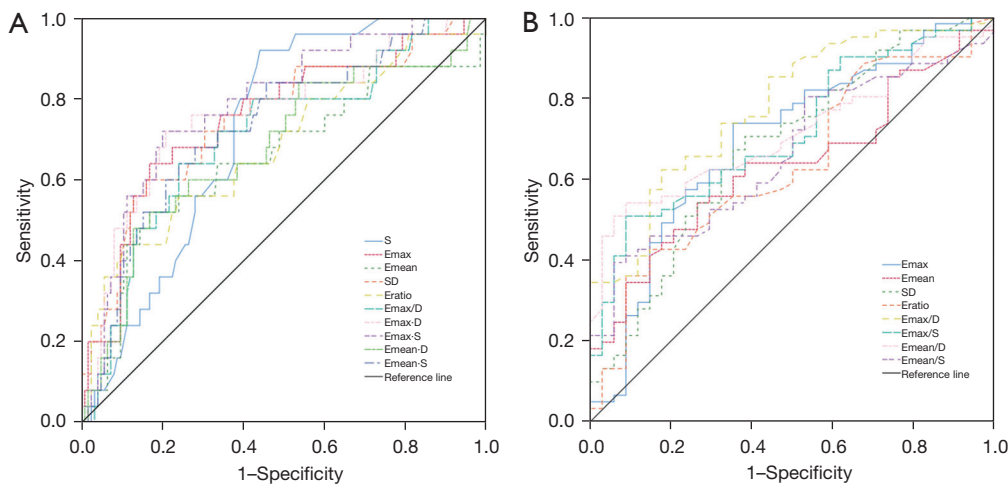 A
1.0
0.8
0.6
0.4
0.2
0.0
Sensitivity
S
Emax
Emean
SD
Eratio
Emax/D
Emax·D
Emax·S
Emean·D
Emean·S
Reference line
0.0 0.2 0.4 0.6 0.8 1.0
1–Specificity
B
1.0
0.8
0.6
0.4
0.2
0.0
Sensitivity
Emax
Emean
SD
Eratio
Emax/D
Emax/S
Emean/D
Emean/S
Reference line
0.0 0.2 0.4 0.6 0.8 1.0
1–Specificity